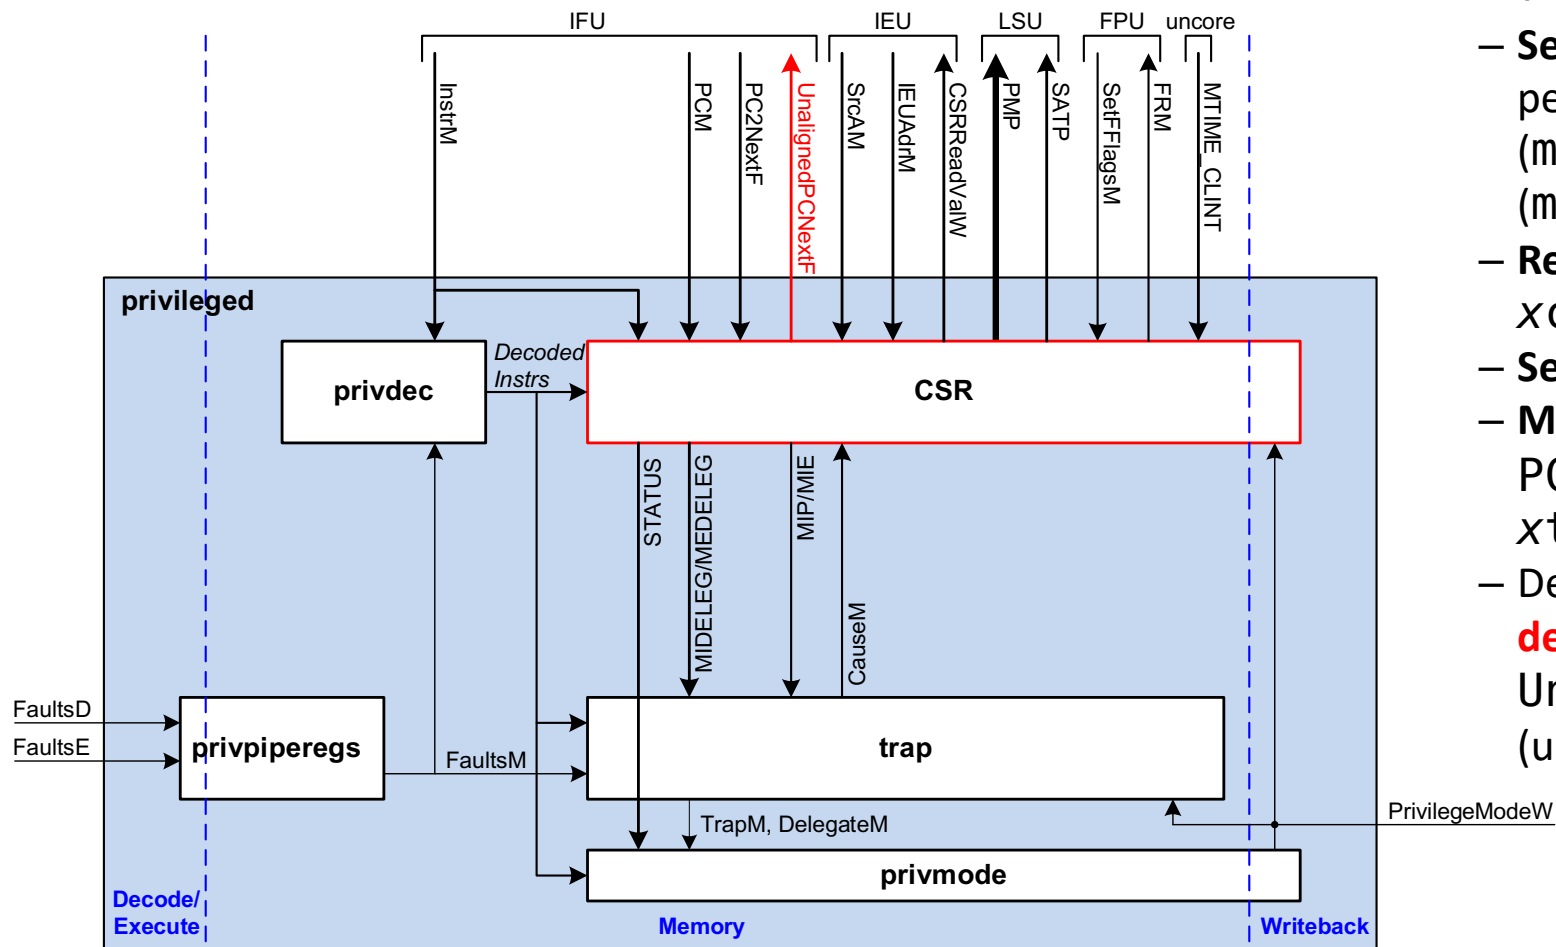 IFU
IEU
LSU
FPU
uncore
InstrM
PCM
PC2NextF
UnalignedPCNextF
SrcAM
IEUAdrM
CSRReadValW
PMP
SATP
SetFFlagsM
FRM
MTIME_CLINT
privileged
privdec
Decoded
Instrs
CSR
STATUS
MIDELEG/MEDELEG
MIP/MIE
CauseM
FaultsD
FaultsE
privpiperegs
FaultsM
trap
TrapM, DelegateM
PrivilegeModeW
privmode
Decode/
Execute
Memory
Writeback
– Se
pe
(m
(m
– Re
xc
– Se
– M
PC
xt
– De
de
Un
(u